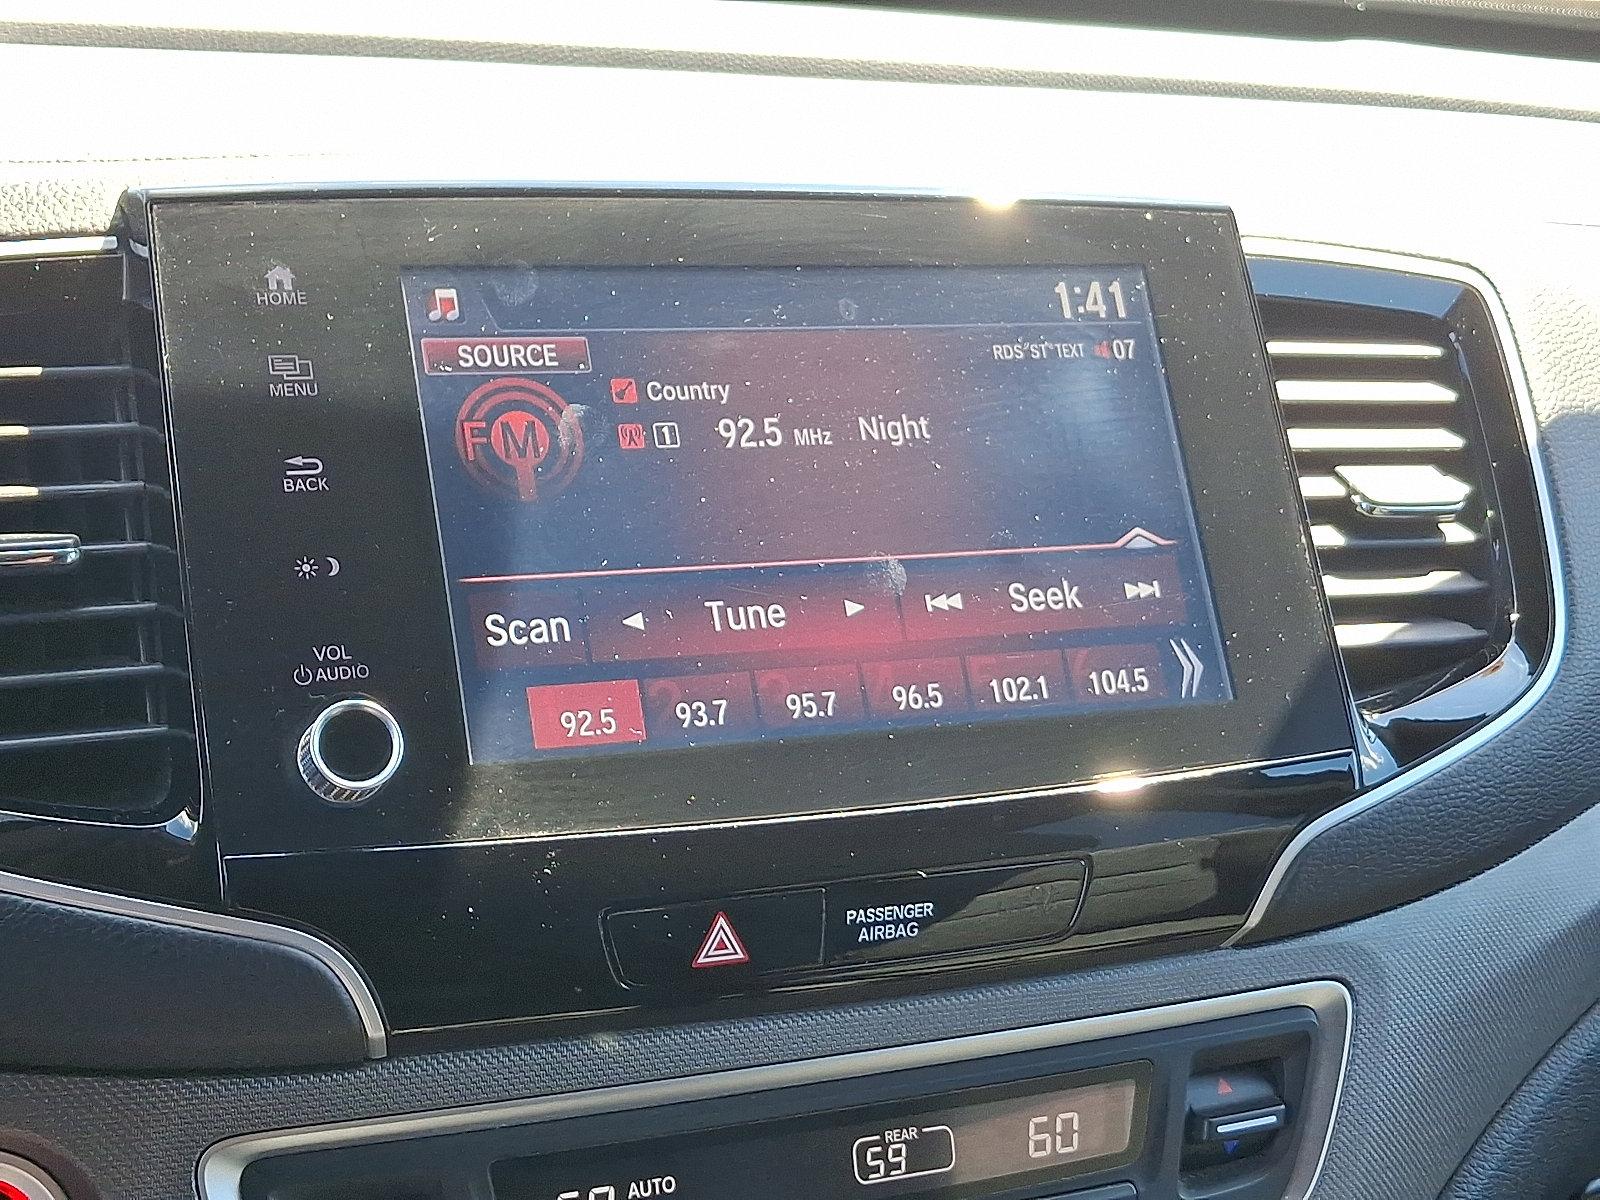 HOME
MENU
BACK
VOL
AUDIO
1:41
SOURCE
RDS ST TEXT 07
FM
Country
1 92.5 MHz Night
Scan Tune Seek
92.5 93.7 95.7 96.5 102.1 104.5
PASSENGER
AIRBAG
REAR
59
60
AUTO